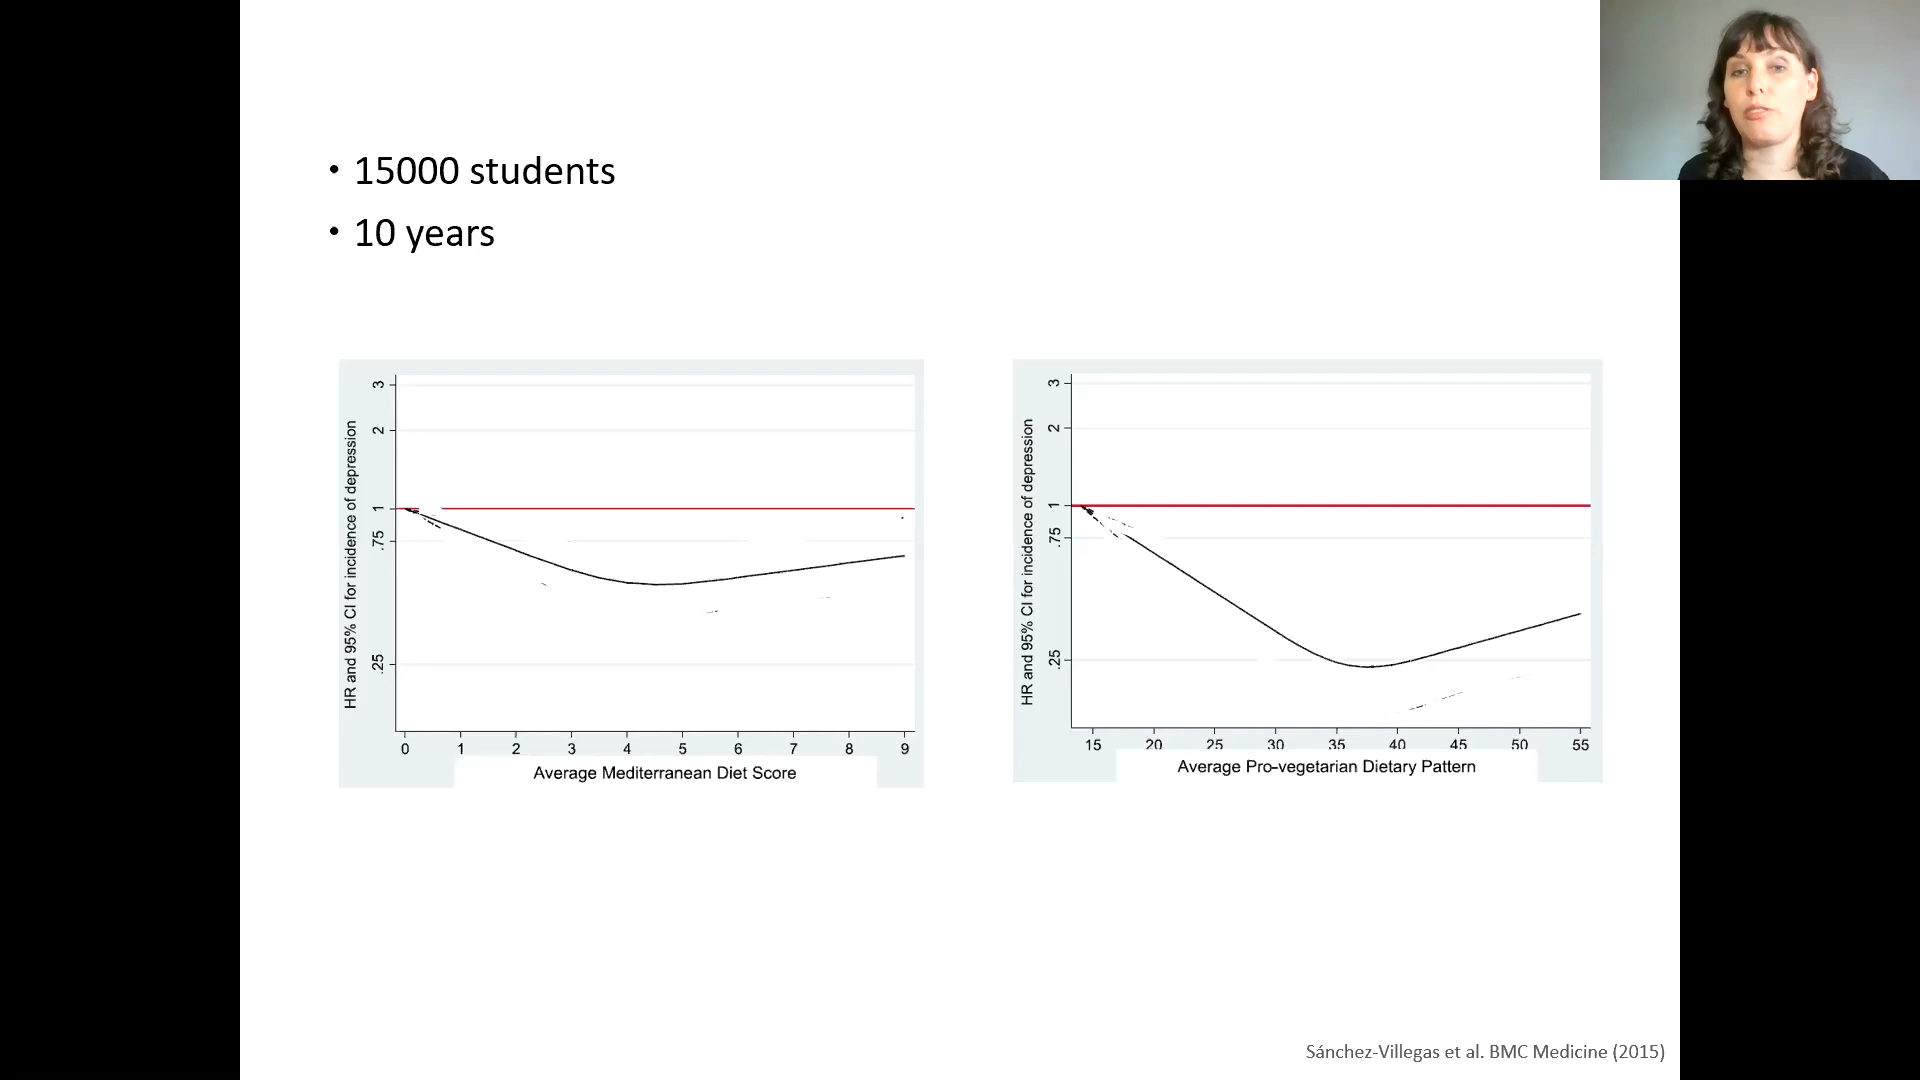 • 15000 students
• 10 years
HR and 95% CI for incidence of depression
3
2
1
.75
.25
0 1 2 3 4 5 6 7 8 9
Average Mediterranean Diet Score
HR and 95% CI for incidence of depression
3
2
1
.75
.25
15 20 25 30 35 40 45 50 55
Average Pro-vegetarian Dietary Pattern
Sánchez-Villegas et al. BMC Medicine (2015)